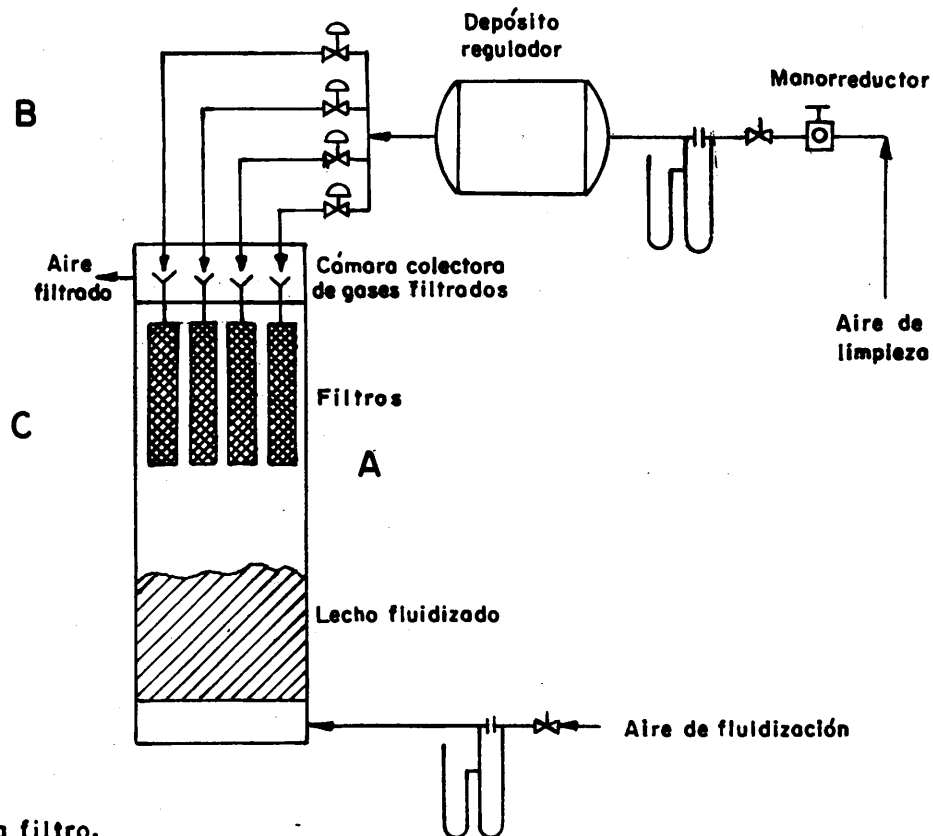 Depósito
regulador
Manorreductor
B
Aire
filtrado
Cámara colectora
de gases filtrados
Aire de
limpieza
Filtros
C
A
Lecho fluidizado
Aire de fluidización
filtro.